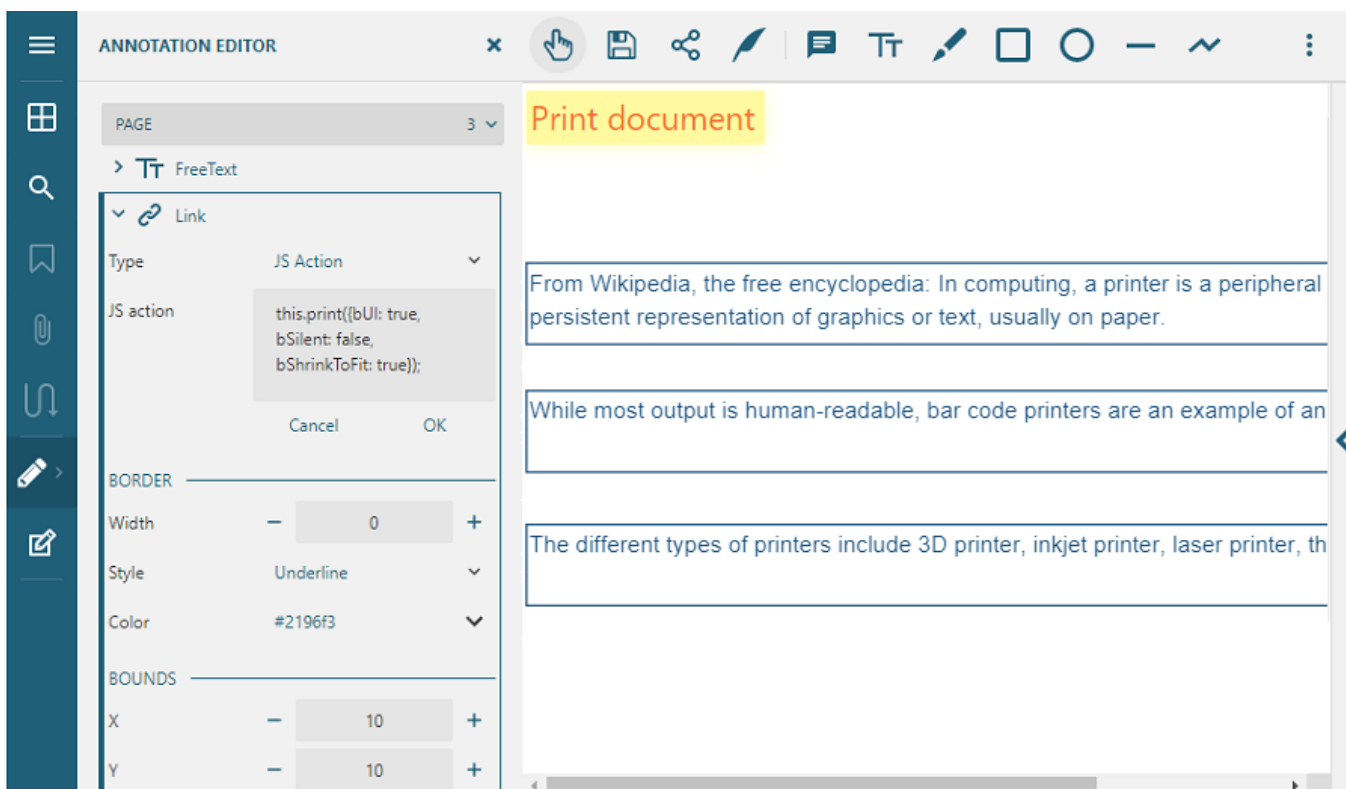 ANNOTATION EDITOR
PAGE 3
FreeText
Link
Type JS Action
JS action this.print({bUI: true,
bSilent: false,
bShrinkToFit: true});
Cancel OK
BORDER
Width 0
Style Underline
Color #2196f3
BOUNDS
X 10
Y 10
Tт
Print document
From Wikipedia, the free encyclopedia: In computing, a printer is a peripheral
persistent representation of graphics or text, usually on paper.
While most output is human-readable, bar code printers are an example of an
The different types of printers include 3D printer, inkjet printer, laser printer, th